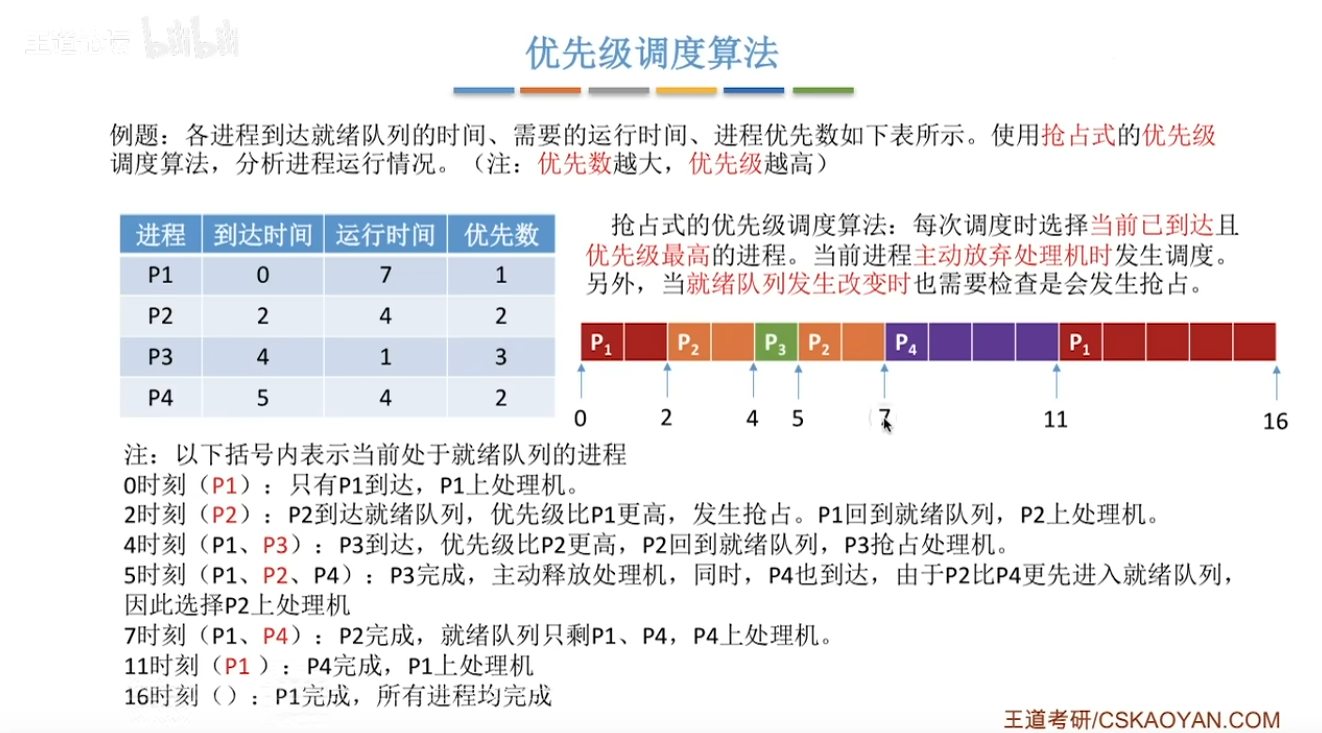 王道论坛 bilibili
优先级调度算法
例题：各进程到达就绪队列的时间、需要的运行时间、进程优先数如下表所示。使用抢占式的优先级
调度算法，分析进程运行情况。（注：优先数越大，优先级越高）
进程 到达时间 运行时间 优先数
P1 0 7 1
P2 2 4 2
P3 4 1 3
P4 5 4 2
抢占式的优先级调度算法：每次调度时选择当前已到达且
优先级最高的进程。当前进程主动放弃处理机时发生调度。
另外，当就绪队列发生改变时也需要检查是会发生抢占。
P1 P2 P3 P2 P4 P1
0 2 4 5 7 11 16
注：以下括号内表示当前处于就绪队列的进程
0时刻（P1）：只有P1到达，P1上处理机。
2时刻（P2）：P2到达就绪队列，优先级比P1更高，发生抢占。P1回到就绪队列，P2上处理机。
4时刻（P1、P3）：P3到达，优先级比P2更高，P2回到就绪队列，P3抢占处理机。
5时刻（P1、P2、P4）：P3完成，主动释放处理机，同时，P4也到达，由于P2比P4更先进入就绪队列，
因此选择P2上处理机
7时刻（P1、P4）：P2完成，就绪队列只剩P1、P4，P4上处理机。
11时刻（P1 ）：P4完成，P1上处理机
16时刻（）：P1完成，所有进程均完成
王道考研/CSKAOYAN.COM